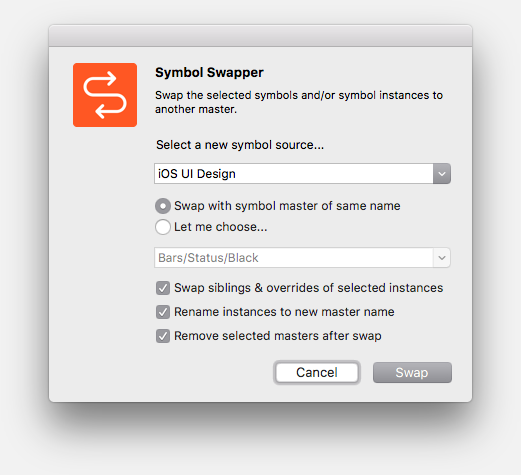 Symbol Swapper
Swap the selected symbols and/or symbol instances to
another master.
Select a new symbol source...
iOS UI Design
Swap with symbol master of same name
Let me choose...
Bars/Status/Black
Swap siblings & overrides of selected instances
Rename instances to new master name
Remove selected masters after swap
Cancel
Swap